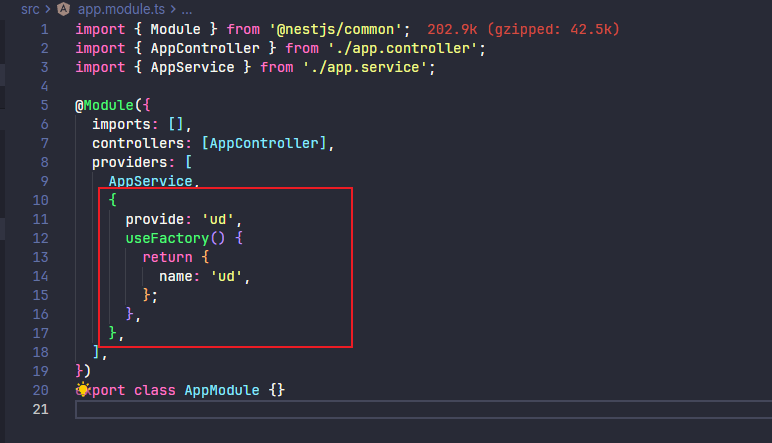 src > app.module.ts > ...
1 import { Module } from '@nestjs/common'; 202.9k (gzipped: 42.5k)
2 import { AppController } from './app.controller';
3 import { AppService } from './app.service';
4
5 @Module({
6   imports: [],
7   controllers: [AppController],
8   providers: [
9     AppService,
10     {
11       provide: 'ud',
12       useFactory() {
13         return {
14           name: 'ud',
15         };
16       },
17     },
18   ],
19 })
20 export class AppModule {}
21